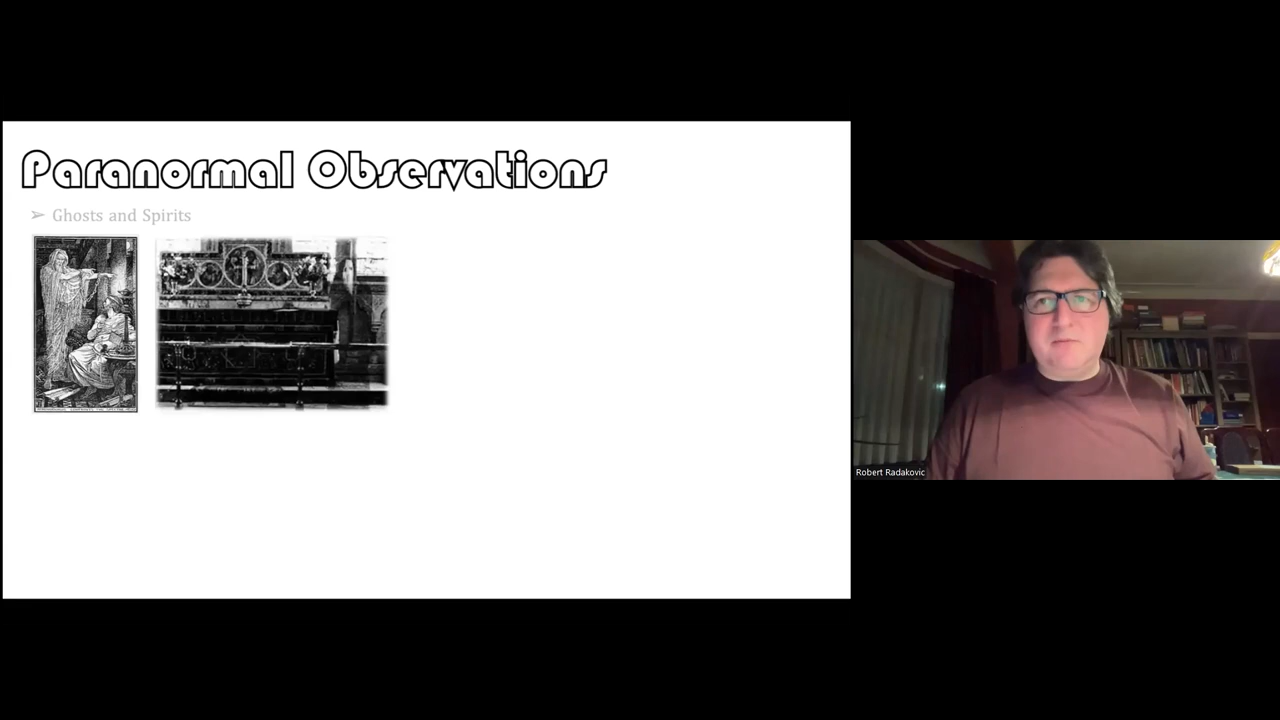 Paranormal Observations
➢ Ghosts and Spirits
Robert Radakovic